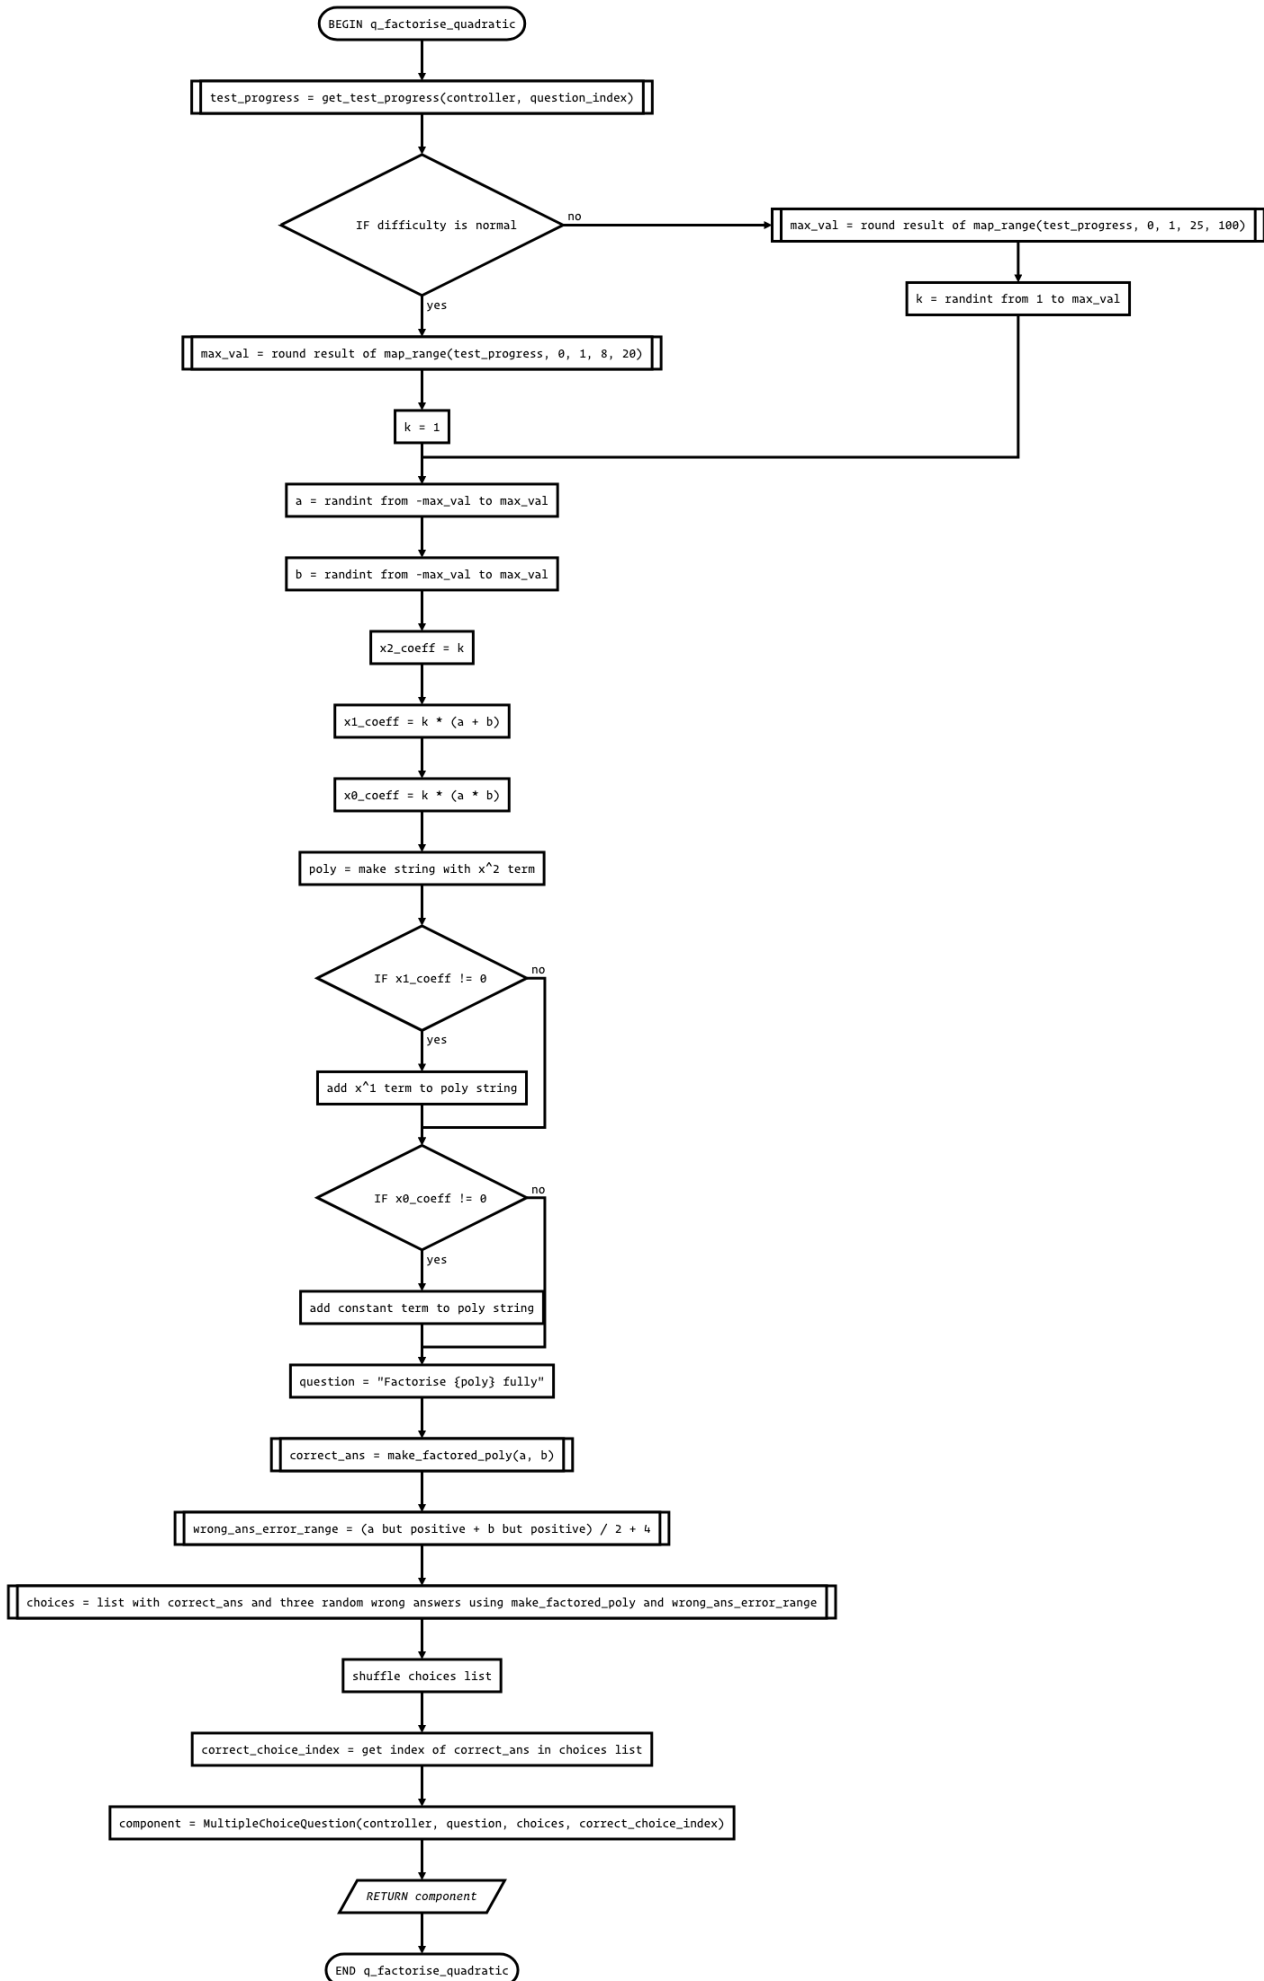 BEGIN q_factorise_quadratic
test_progress = get_test_progress(controller, question_index)
IF difficulty is normal
no
max_val = round result of map_range(test_progress, 0, 1, 25, 100)
k = randint from 1 to max_val
yes
max_val = round result of map_range(test_progress, 0, 1, 8, 20)
k = 1
a = randint from -max_val to max_val
b = randint from -max_val to max_val
x2_coeff = k
x1_coeff = k * (a + b)
x0_coeff = k * (a * b)
poly = make string with x^2 term
IF x1_coeff != 0
no
yes
add x^1 term to poly string
IF x0_coeff != 0
no
yes
add constant term to poly string
question = "Factorise {poly} fully"
correct_ans = make_factored_poly(a, b)
wrong_ans_error_range = (a but positive + b but positive) / 2 + 4
choices = list with correct_ans and three random wrong answers using make_factored_poly and wrong_ans_error_range
shuffle choices list
correct_choice_index = get index of correct_ans in choices list
component = MultipleChoiceQuestion(controller, question, choices, correct_choice_index)
RETURN component
END q_factorise_quadratic